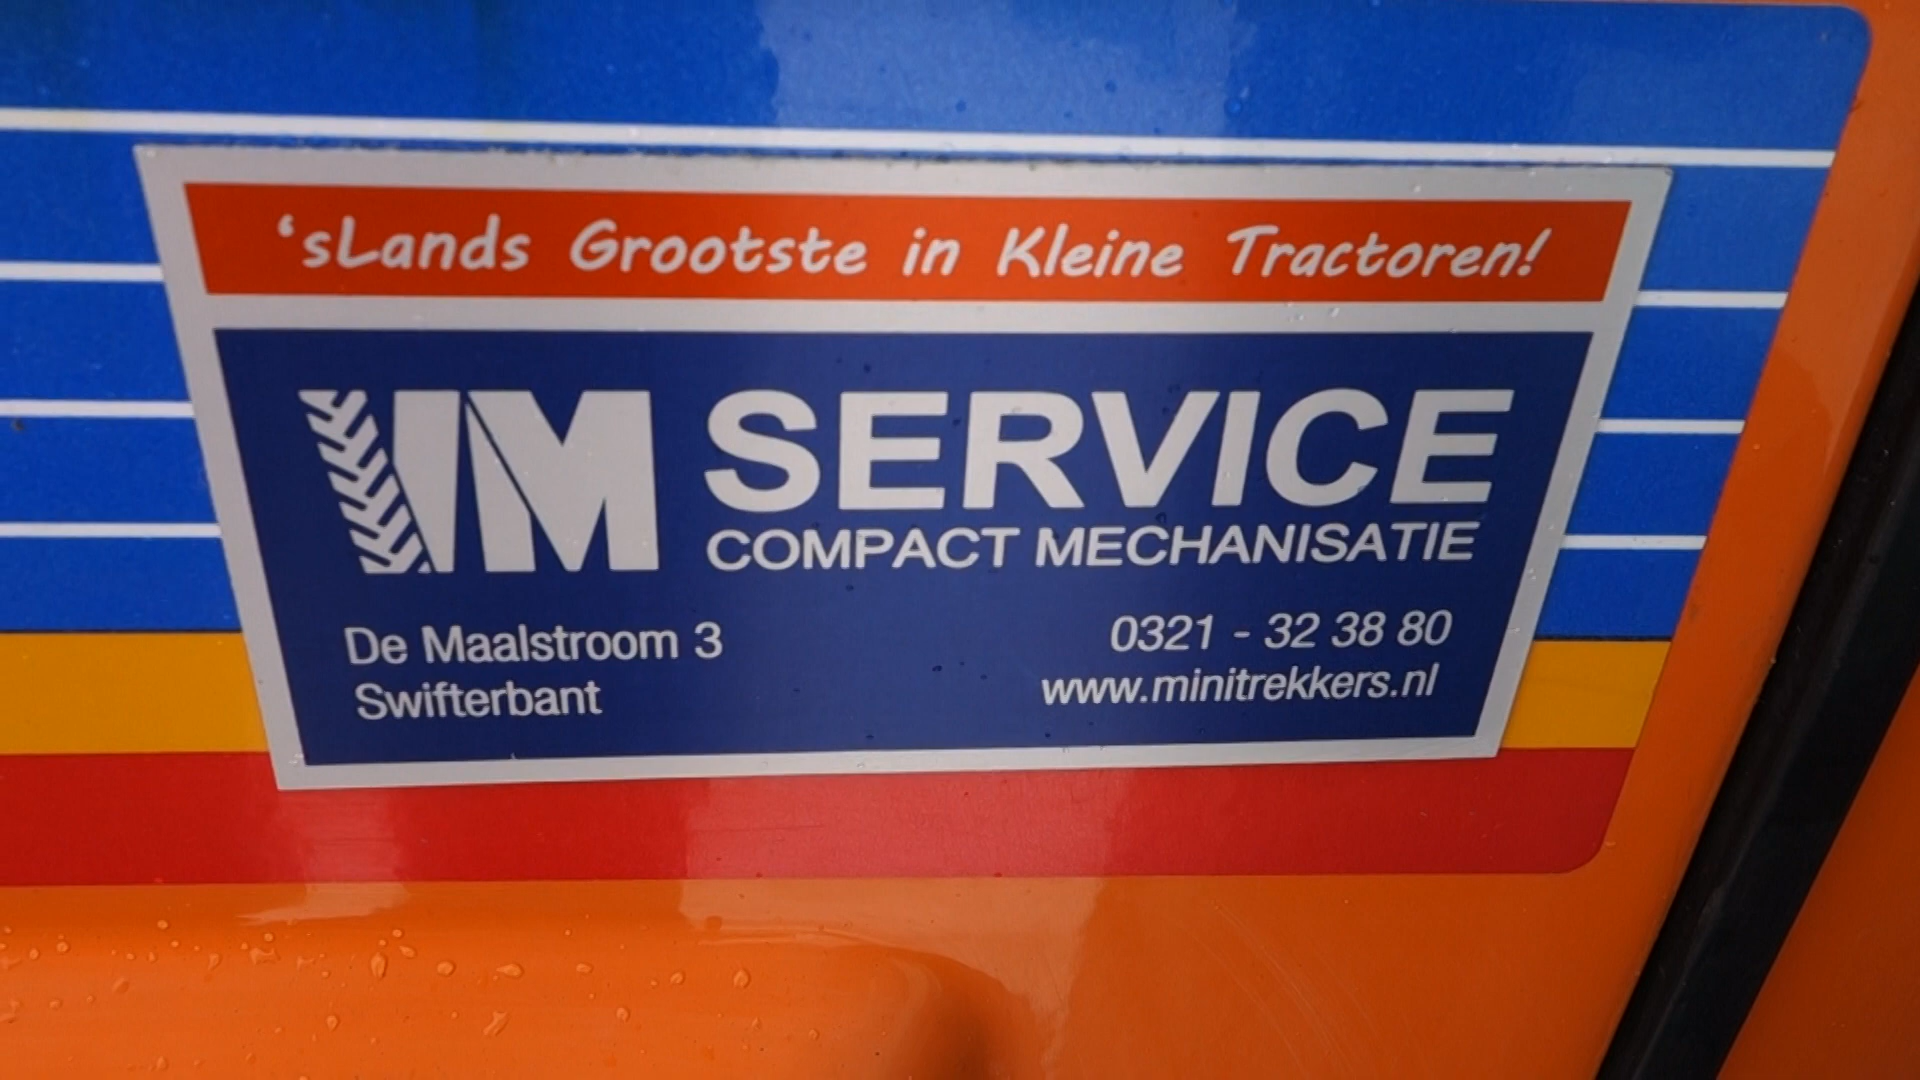 'sLands Grootste in Kleine Tractoren!
VM SERVICE
COMPACT MECHANISATIE
De Maalstroom 3
Swifterbant
0321 - 32 38 80
www.minitrekkers.nl